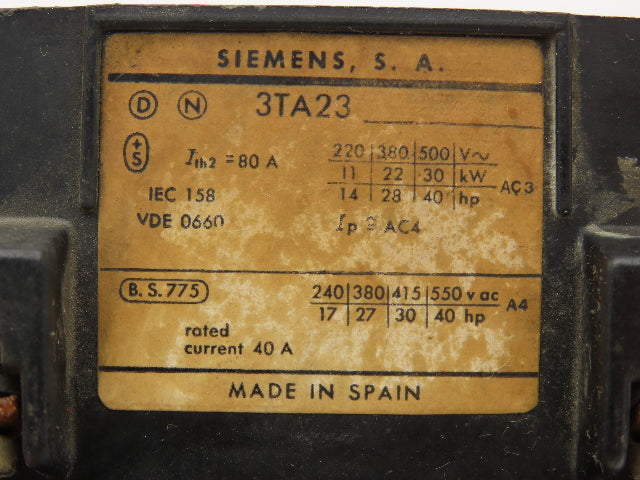 SIEMENS, S. A.
D N 3TA23
+S Ith2 = 80 A
220 | 380 | 500 | V~
11 | 22 | 30 | kW
14 | 28 | 40 | hp
AC3
IEC 158
VDE 0660
Ip AC4
B. S. 775
240 | 380 | 415 | 550 v ac
17 | 27 | 30 | 40 hp
A4
rated
current 40 A
MADE IN SPAIN